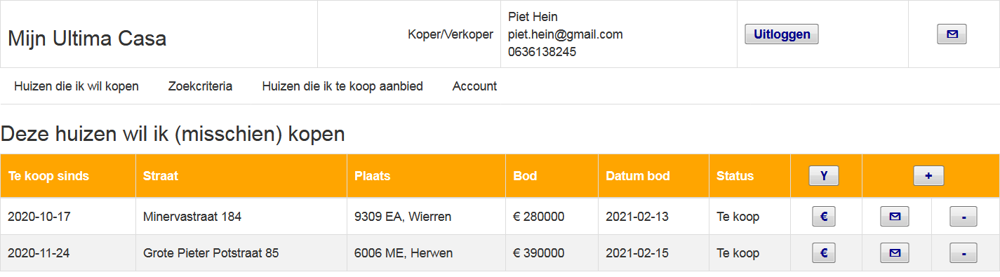 Mijn Ultima Casa
Koper/Verkoper
Piet Hein
piet.hein@gmail.com
0636138245
Uitloggen
Huizen die ik wil kopen Zoekcriteria Huizen die ik te koop aanbied Account
Deze huizen wil ik (misschien) kopen
Te koop sinds Straat Plaats Bod Datum bod Status Y +
2020-10-17 Minervastraat 184 9309 EA, Wierren € 280000 2021-02-13 Te koop € -
2020-11-24 Grote Pieter Potstraat 85 6006 ME, Herwen € 390000 2021-02-15 Te koop € -